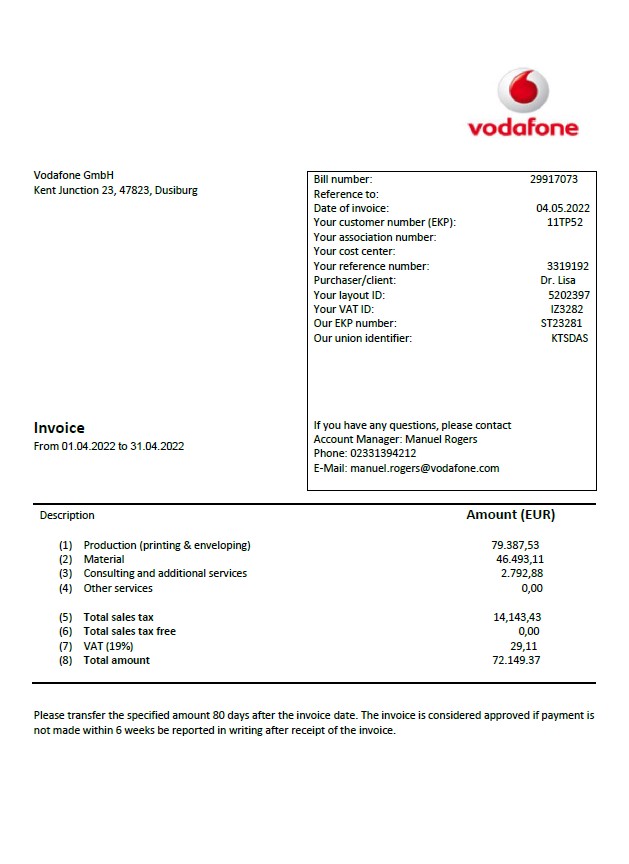 vodafone
Vodafone GmbH
Kent Junction 23, 47823, Dusiburg
Bill number: 29917073
Reference to:
Date of invoice: 04.05.2022
Your customer number (EKP): 11TP52
Your association number:
Your cost center:
Your reference number: 3319192
Purchaser/client: Dr. Lisa
Your layout ID: 5202397
Your VAT ID: IZ3282
Our EKP number: ST23281
Our union identifier: KTSDAS
Invoice
From 01.04.2022 to 31.04.2022
If you have any questions, please contact
Account Manager: Manuel Rogers
Phone: 02331394212
E-Mail: manuel.rogers@vodafone.com
Description Amount (EUR)
(1) Production (printing & enveloping) 79.387,53
(2) Material 46.493,11
(3) Consulting and additional services 2.792,88
(4) Other services 0,00
(5) Total sales tax 14,143,43
(6) Total sales tax free 0,00
(7) VAT (19%) 29,11
(8) Total amount 72.149.37
Please transfer the specified amount 80 days after the invoice date. The invoice is considered approved if payment is
not made within 6 weeks be reported in writing after receipt of the invoice.